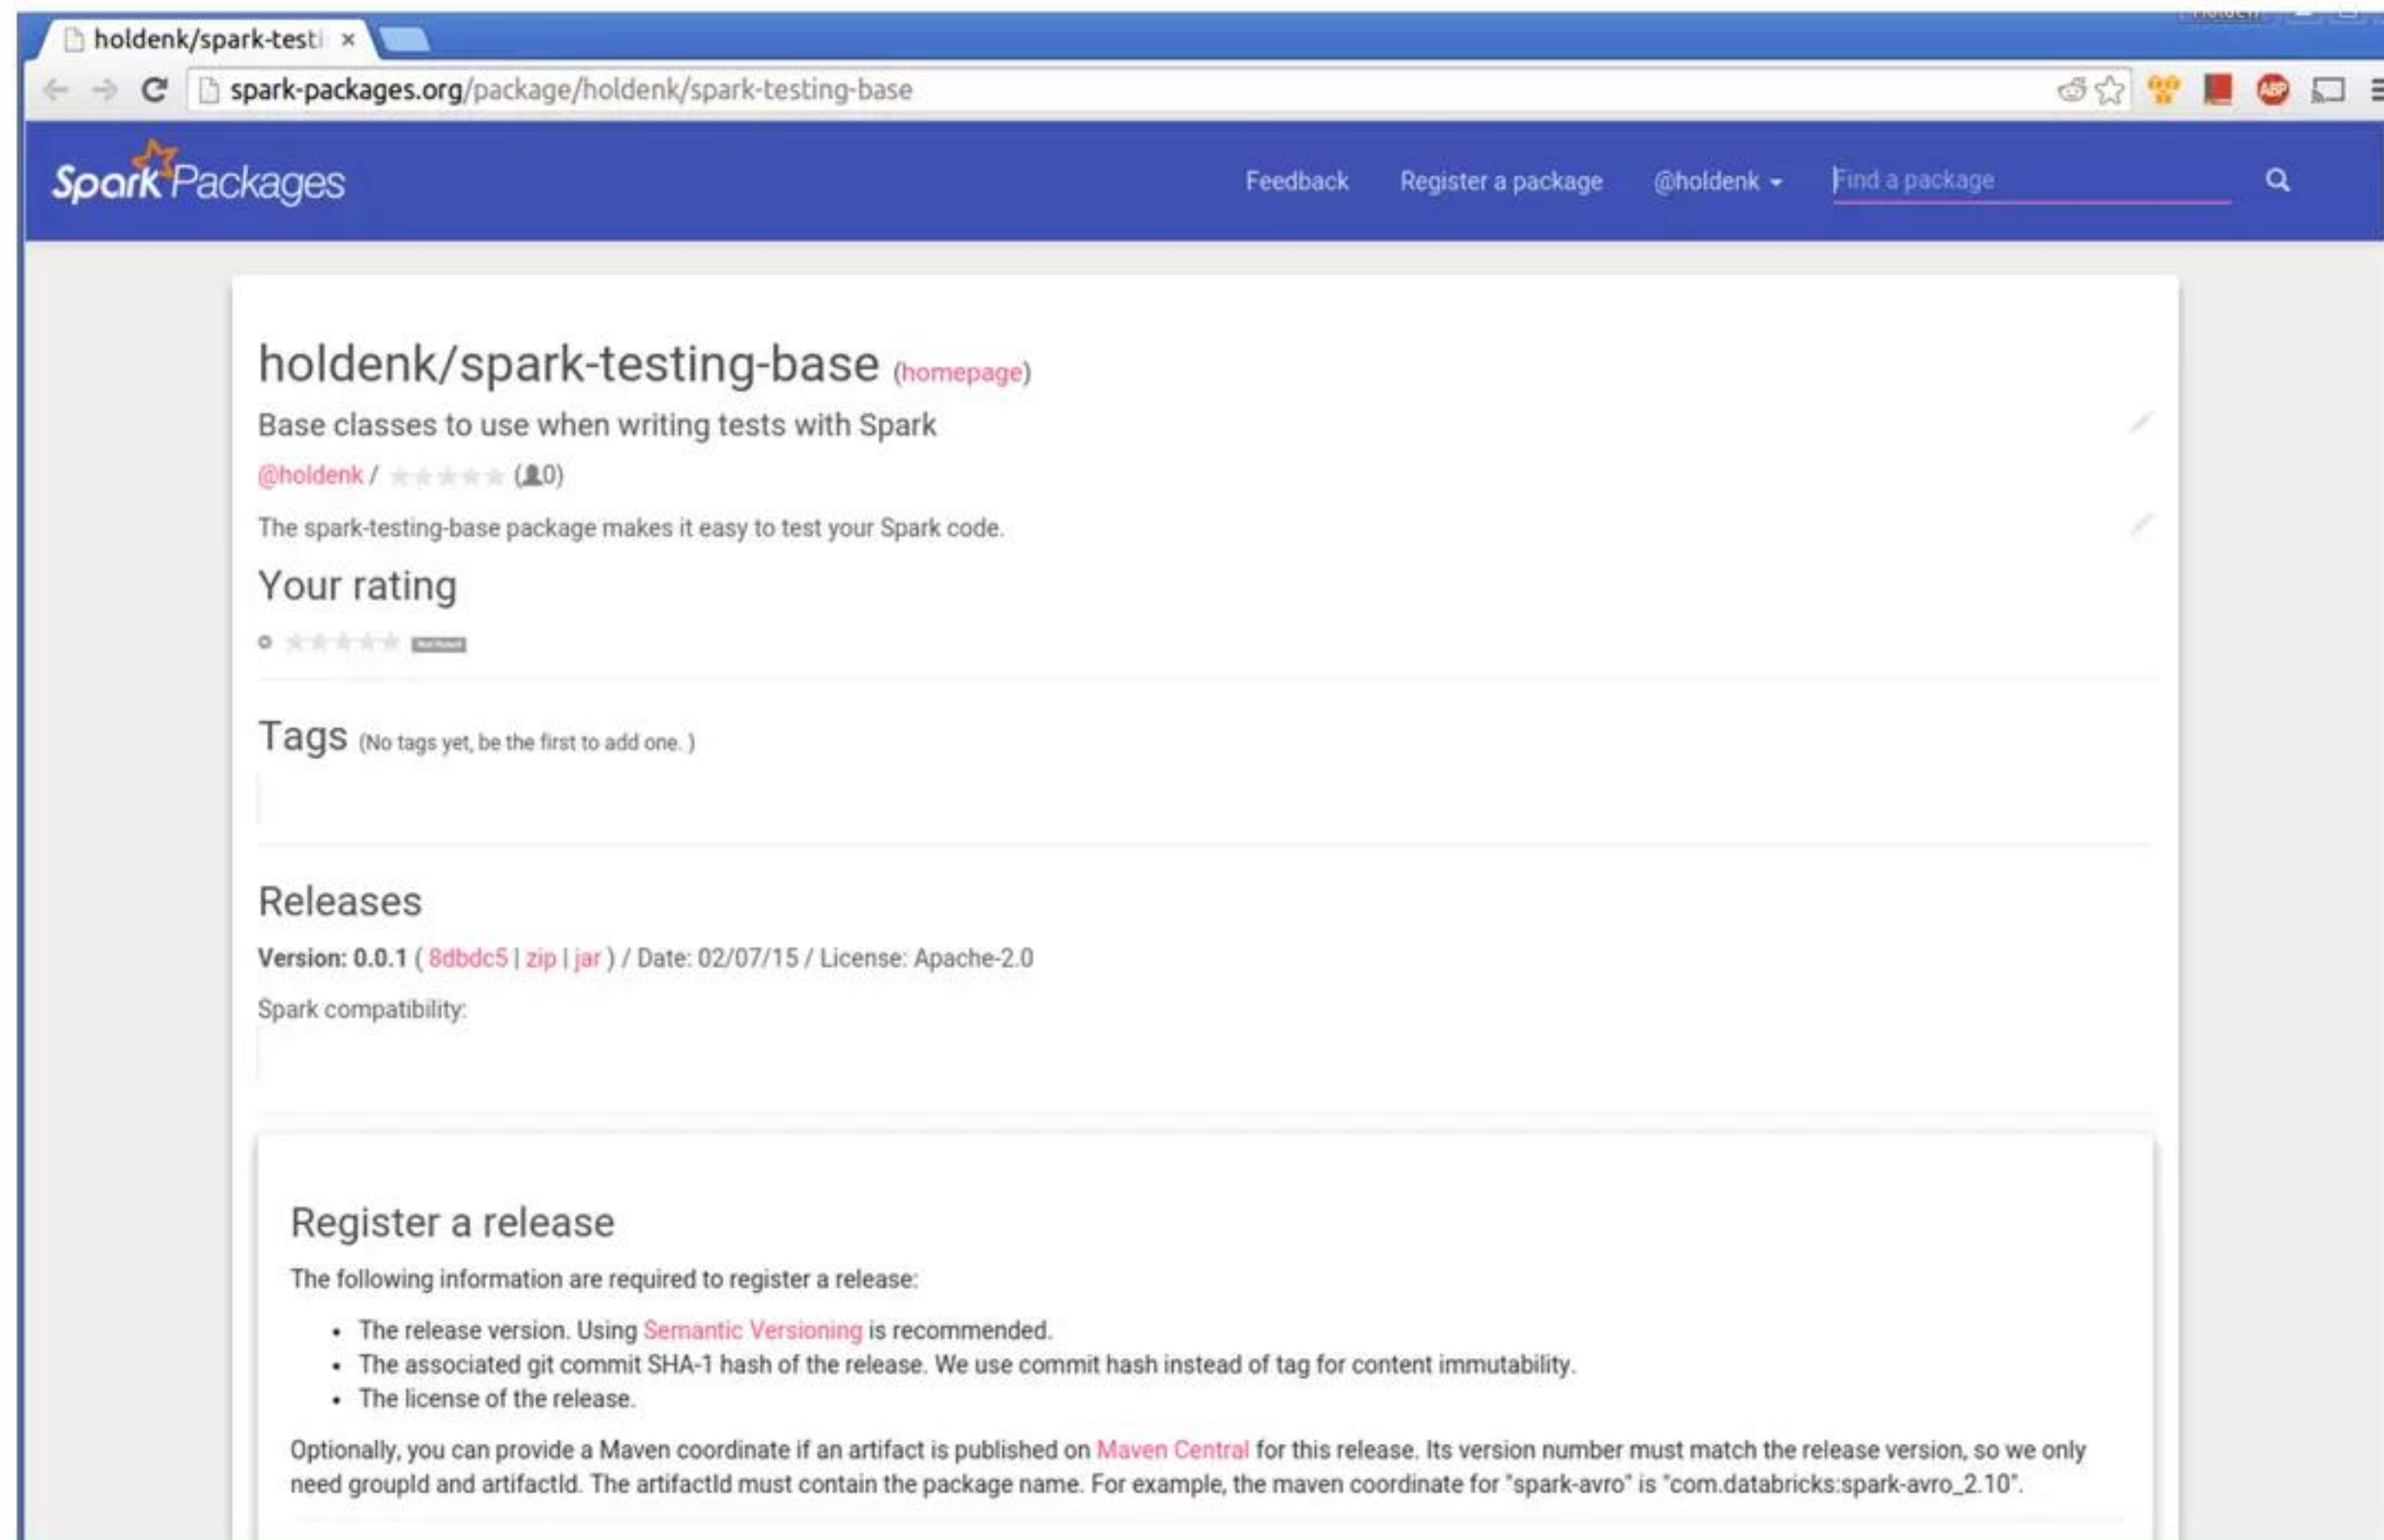 holdenk/spark-testi ×
spark-packages.org/package/holdenk/spark-testing-base
ABP
Spark Packages
Feedback Register a package @holdenk Find a package
holdenk/spark-testing-base (homepage)
Base classes to use when writing tests with Spark
@holdenk / (0)
The spark-testing-base package makes it easy to test your Spark code.
Your rating
Tags (No tags yet, be the first to add one. )
Releases
Version: 0.0.1 ( 8dbdc5 | zip | jar ) / Date: 02/07/15 / License: Apache-2.0
Spark compatibility:
Register a release
The following information are required to register a release:
• The release version. Using Semantic Versioning is recommended.
• The associated git commit SHA-1 hash of the release. We use commit hash instead of tag for content immutability.
• The license of the release.
Optionally, you can provide a Maven coordinate if an artifact is published on Maven Central for this release. Its version number must match the release version, so we only
need groupId and artifactId. The artifactId must contain the package name. For example, the maven coordinate for "spark-avro" is "com.databricks:spark-avro_2.10".